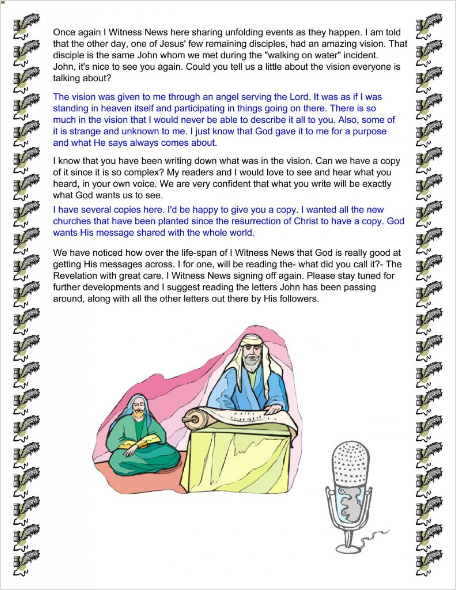 Once again I Witness News here sharing unfolding events as they happen. I am told
that the other day, one of Jesus' few remaining disciples, had an amazing vision. That
disciple is the same John whom we met during the "walking on water" incident.
John, it's nice to see you again. Could you tell us a little about the vision everyone is
talking about?
The vision was given to me through an angel serving the Lord. It was as if I was
standing in heaven itself and participating in things going on there. There is so
much in the vision that I would never be able to describe it all to you. Also, some of
it is strange and unknown to me. I just know that God gave it to me for a purpose
and what He says always comes about.
I know that you have been writing down what was in the vision. Can we have a copy
of it since it is so complex? My readers and I would love to see and hear what you
heard, in your own voice. We are very confident that what you write will be exactly
what God wants us to see.
I have several copies here. I'd be happy to give you a copy. I wanted all the new
churches that have been planted since the resurrection of Christ to have a copy. God
wants His message shared with the whole world.
We have noticed how over the life-span of I Witness News that God is really good at
getting His messages across. I for one, will be reading the- what did you call it?- The
Revelation with great care. I Witness News signing off again. Please stay tuned for
further developments and I suggest reading the letters John has been passing
around, along with all the other letters out there by His followers.